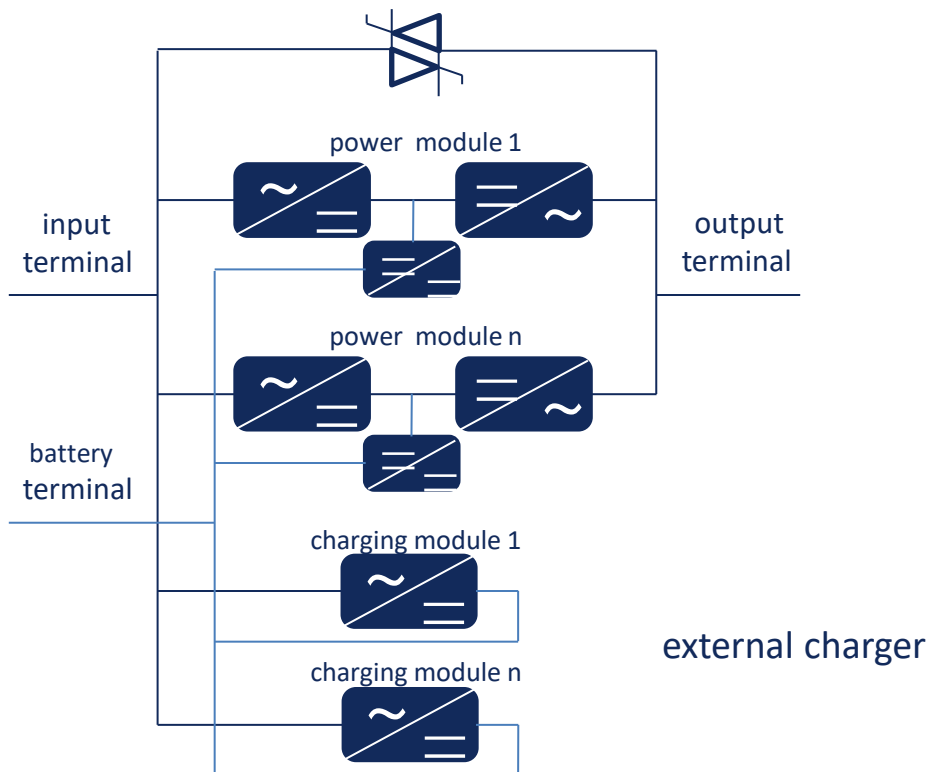 power module 1
input
terminal
output
terminal
power module n
battery
terminal
charging module 1
external charger
charging module n